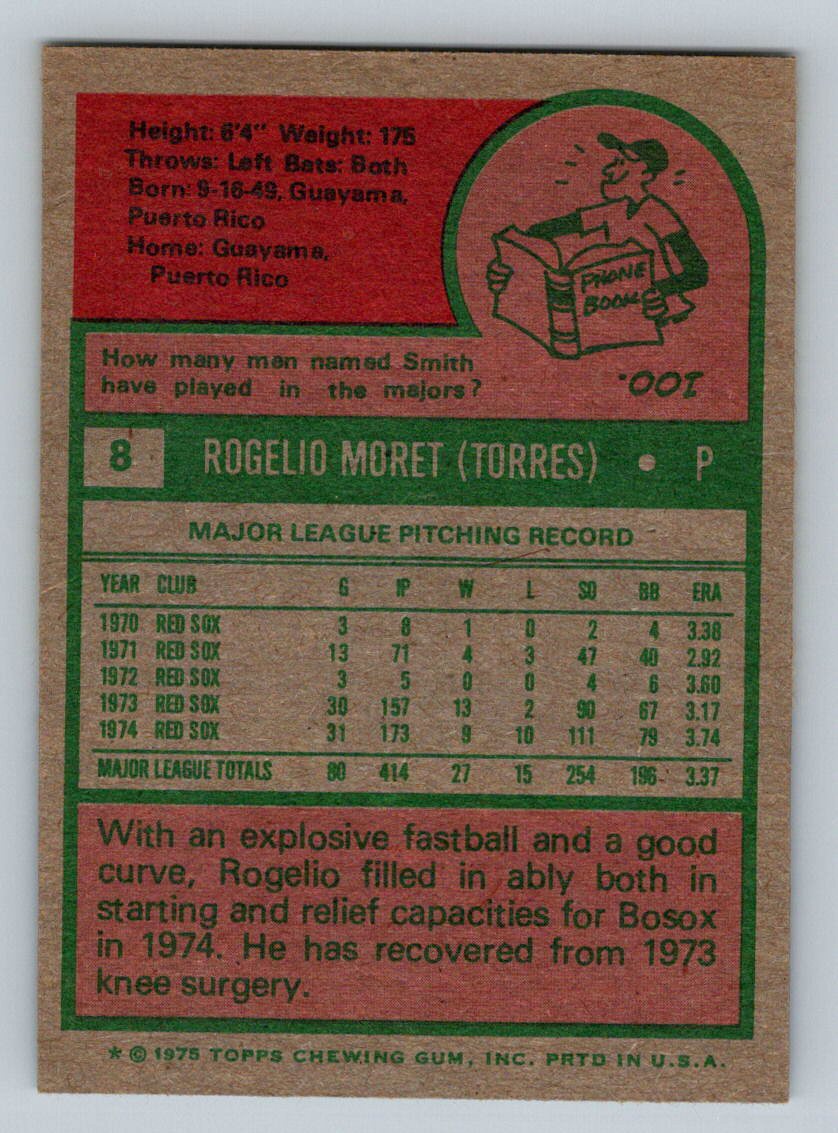 Height: 6'4" Weight: 175
Throws: Left Bats: Both
Born: 9-16-49, Guayama,
Puerto Rico
Home: Guayama,
Puerto Rico
PHONE
BOOK
How many men named Smith
have played in the majors?
100.
8 ROGELIO MORET (TORRES) • P
MAJOR LEAGUE PITCHING RECORD
YEAR CLUB G IP W L SO BB ERA
1970 RED SOX 3 8 1 0 2 4 3.38
1971 RED SOX 13 71 4 3 47 40 2.92
1972 RED SOX 3 5 0 0 4 6 3.60
1973 RED SOX 30 157 13 2 90 67 3.17
1974 RED SOX 31 173 9 10 111 79 3.74
MAJOR LEAGUE TOTALS 80 414 27 15 254 196 3.37
With an explosive fastball and a good
curve, Rogelio filled in ably both in
starting and relief capacities for Bosox
in 1974. He has recovered from 1973
knee surgery.
* © 1975 TOPPS CHEWING GUM, INC. PRTD IN U.S.A.